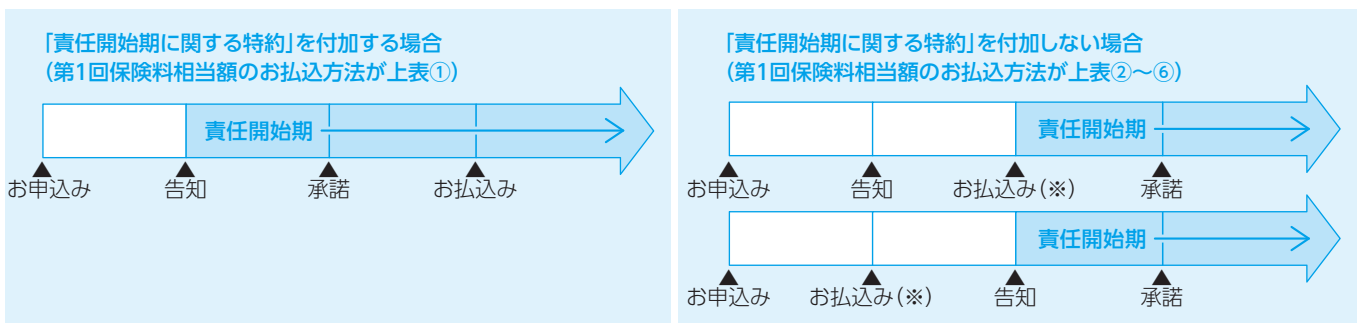 「責任開始期に関する特約」を付加する場合
(第1回保険料相当額のお払込方法が上表①)
責任開始期
お申込み 告知 承諾 お払込み
「責任開始期に関する特約」を付加しない場合
(第1回保険料相当額のお払込方法が上表②～⑥)
責任開始期
お申込み 告知 お払込み(※) 承諾
責任開始期
お申込み お払込み(※) 告知 承諾